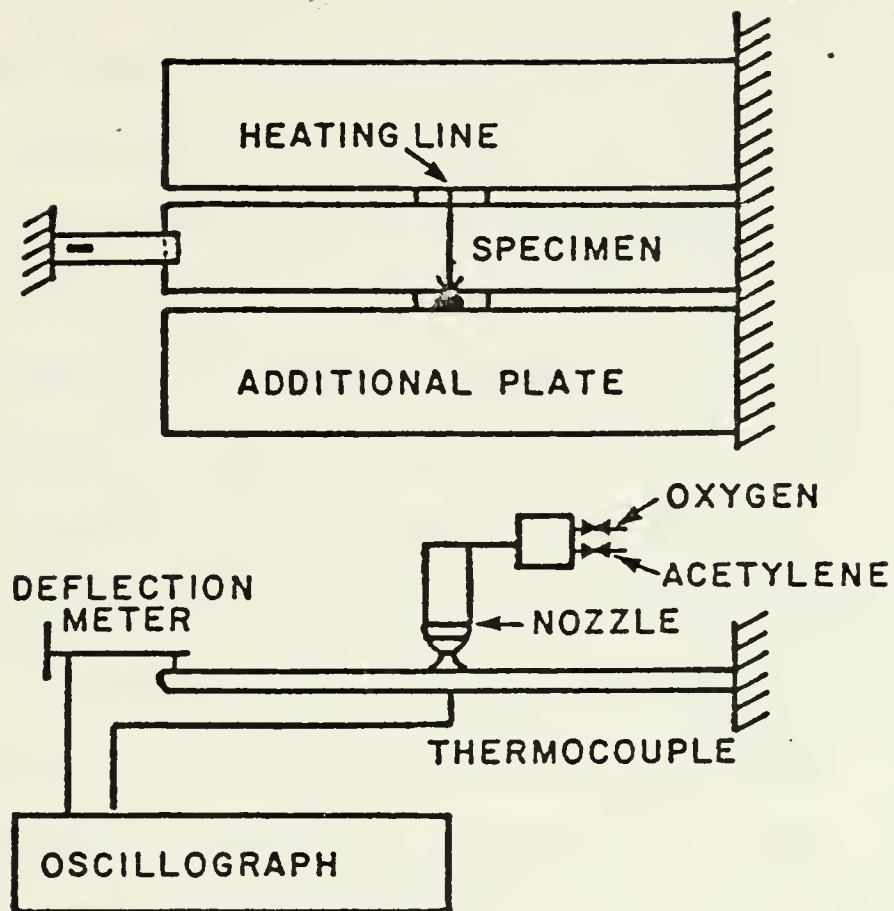 HEATING LINE
SPECIMEN
ADDITIONAL PLATE
OXYGEN
ACETYLENE
DEFLECTION
METER
NOZZLE
THERMOCOUPLE
OSCILLOGRAPH